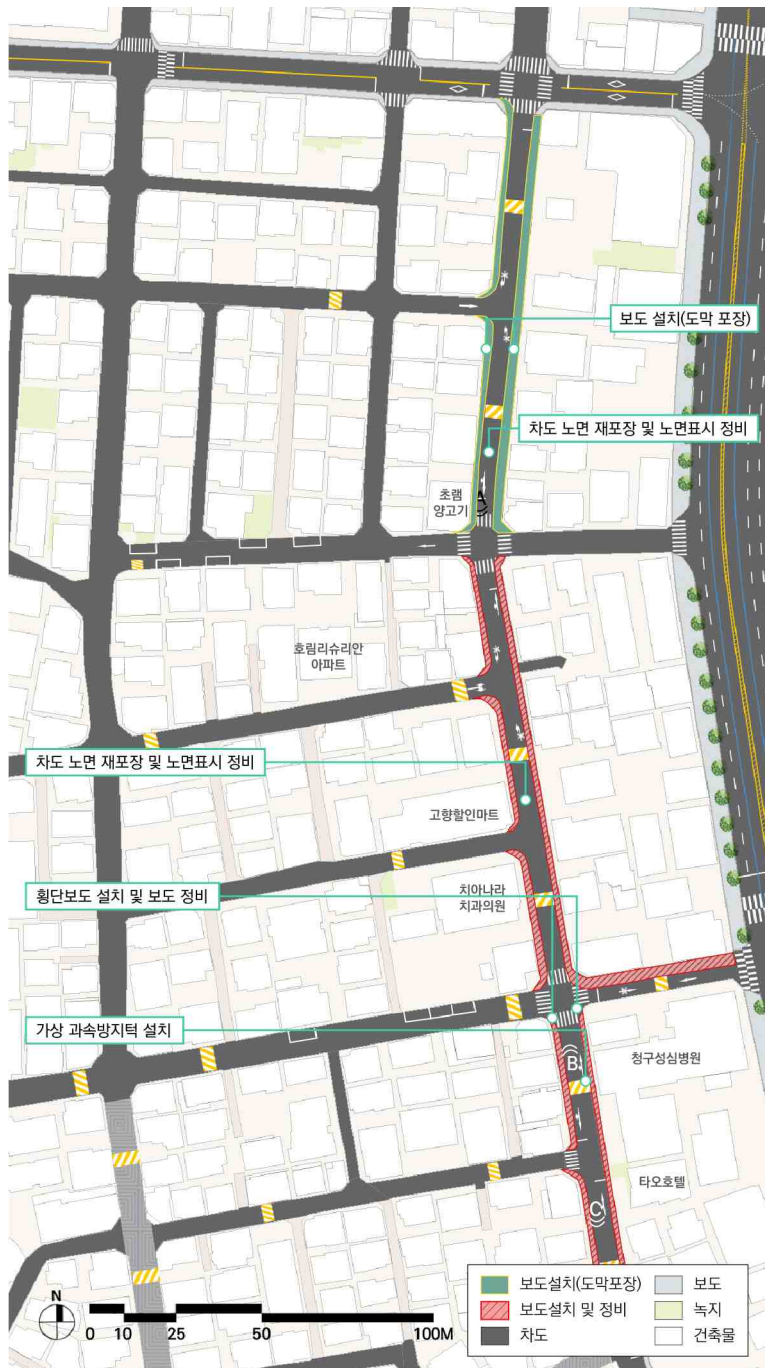 보도 설치(도막 포장)
차도 노면 재포장 및 노면표시 정비
초램
양고기
A
호림리슈리안
아파트
차도 노면 재포장 및 노면표시 정비
고향할인마트
횡단보도 설치 및 보도 정비
치아나라
치과의원
가상 과속방지턱 설치
B
청구성심병원
타오호텔
C
보도설치(도막포장)
보도
보도설치 및 정비
녹지
차도
건축물
N
0 10 25 50 100M